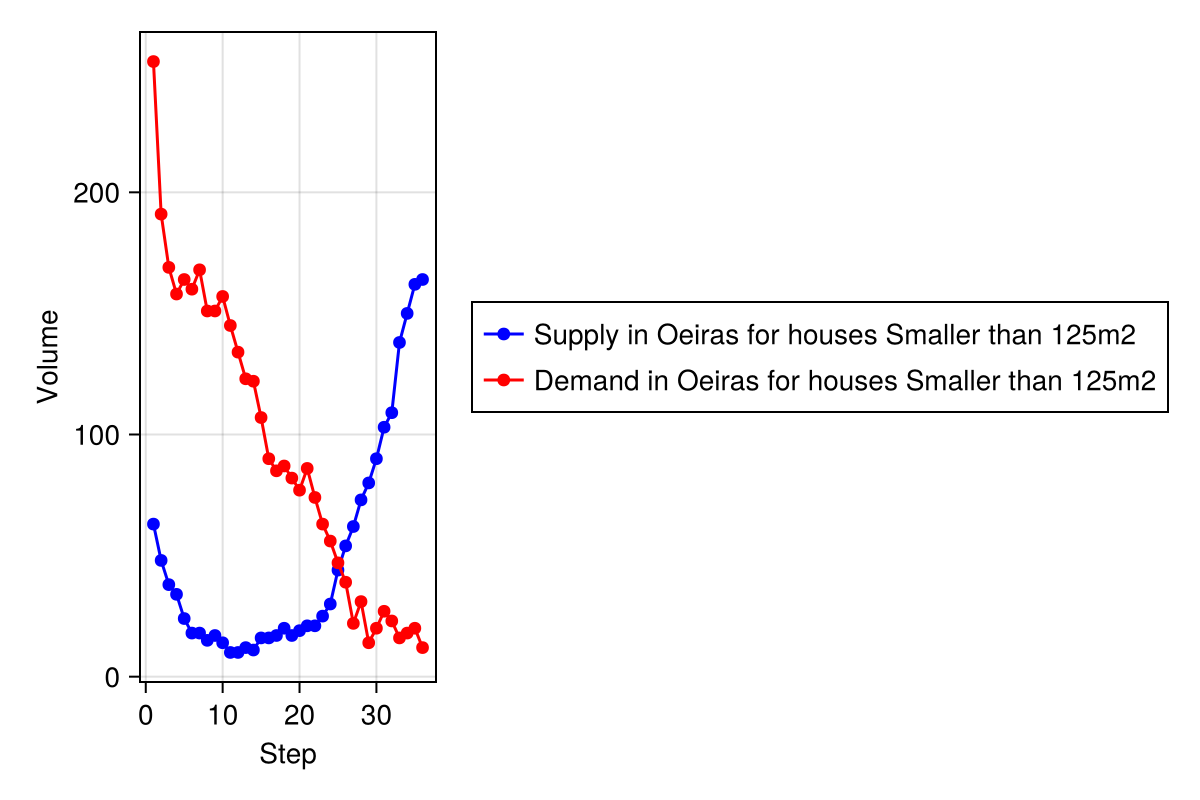 Volume
200
100
0
0 10 20 30
Step
Supply in Oeiras for houses Smaller than 125m2
Demand in Oeiras for houses Smaller than 125m2